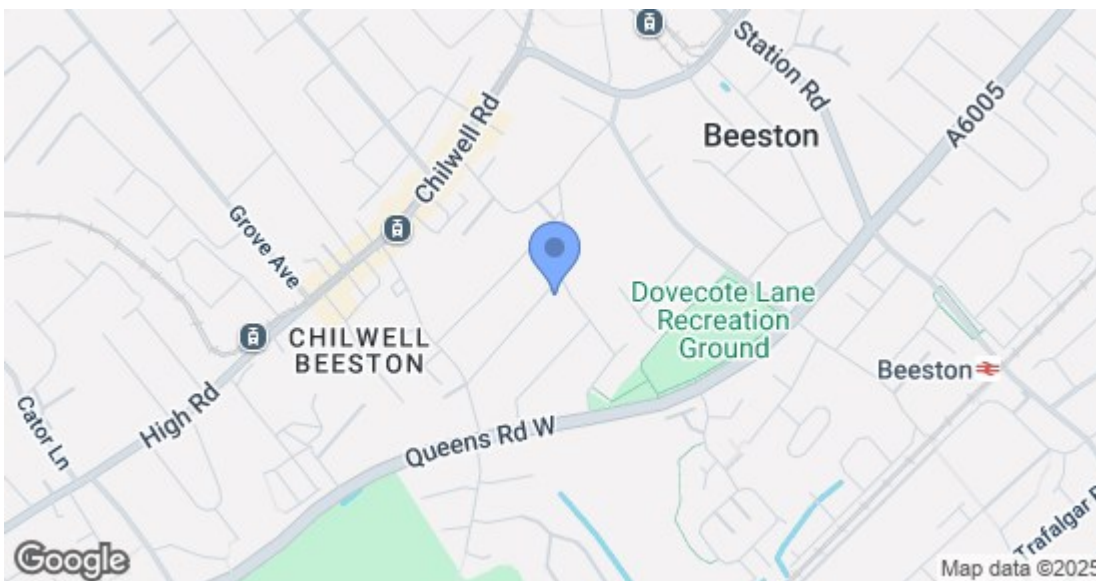 Station Rd
Beeston
A6005
Chilwell Rd
Grove Ave
Dovecote Lane
Recreation
Ground
CHILWELL
BEESTON
Beeston
High Rd
Cator Ln
Queens Rd W
Trafalgar R
Google
Map data ©2025